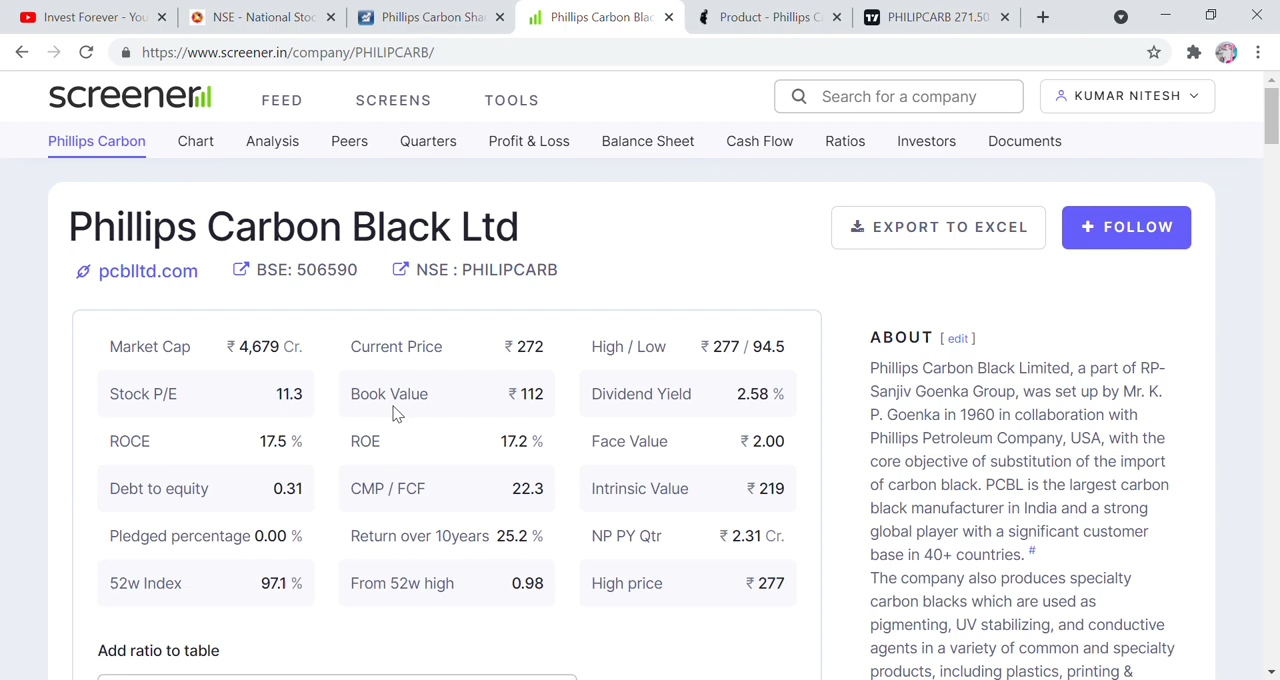 Invest Forever - You
NSE - National Stoc
Phillips Carbon Sha
Phillips Carbon Blac
Product - Phillips C
PHILIPCARB 271.50
https://www.screener.in/company/PHILIPCARB/
screener
FEED
SCREENS
TOOLS
Search for a company
KUMAR NITESH
Phillips Carbon
Chart
Analysis
Peers
Quarters
Profit & Loss
Balance Sheet
Cash Flow
Ratios
Investors
Documents
Phillips Carbon Black Ltd
EXPORT TO EXCEL
+ FOLLOW
pcblltd.com
BSE: 506590
NSE : PHILIPCARB
Market Cap ₹ 4,679 Cr.
Current Price ₹ 272
High / Low ₹ 277 / 94.5
Stock P/E 11.3
Book Value ₹ 112
Dividend Yield 2.58 %
ROCE 17.5 %
ROE 17.2 %
Face Value ₹ 2.00
Debt to equity 0.31
CMP / FCF 22.3
Intrinsic Value ₹ 219
Pledged percentage 0.00 %
Return over 10years 25.2 %
NP PY Qtr ₹ 2.31 Cr.
52w Index 97.1 %
From 52w high 0.98
High price ₹ 277
Add ratio to table
ABOUT [ edit ]
Phillips Carbon Black Limited, a part of RP-
Sanjiv Goenka Group, was set up by Mr. K.
P. Goenka in 1960 in collaboration with
Phillips Petroleum Company, USA, with the
core objective of substitution of the import
of carbon black. PCBL is the largest carbon
black manufacturer in India and a strong
global player with a significant customer
base in 40+ countries. #
The company also produces specialty
carbon blacks which are used as
pigmenting, UV stabilizing, and conductive
agents in a variety of common and specialty
products, including plastics, printing &